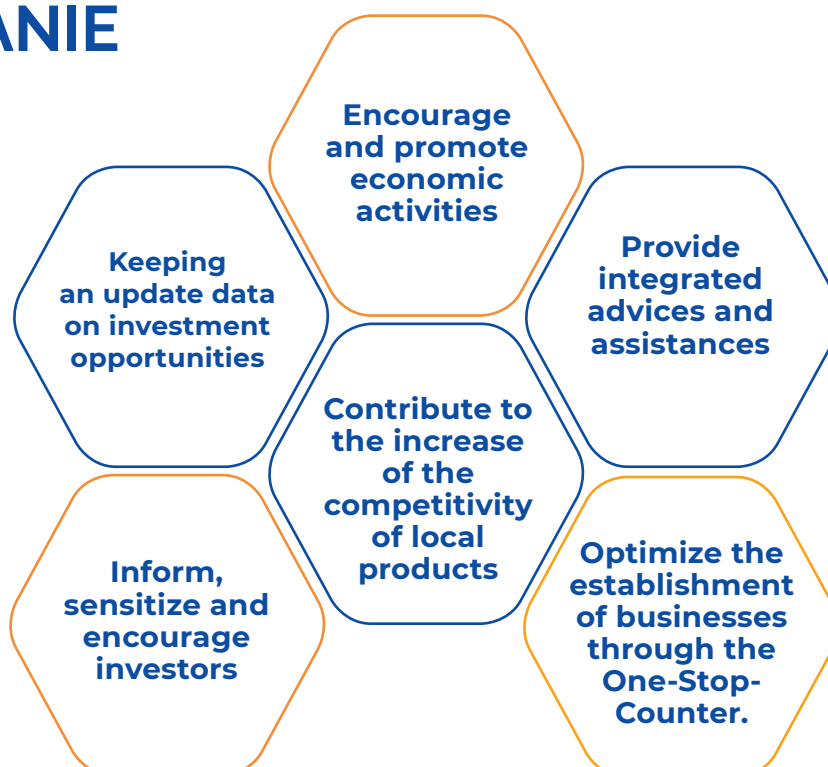 ANIE
Encourage
and promote
economic
activities
Keeping
an update data
on investment
opportunities
Provide
integrated
advices and
assistances
Contribute to
the increase
of the
competitivity
of local
products
Inform,
sensitize and
encourage
investors
Optimize the
establishment
of businesses
through the
One-Stop-
Counter.